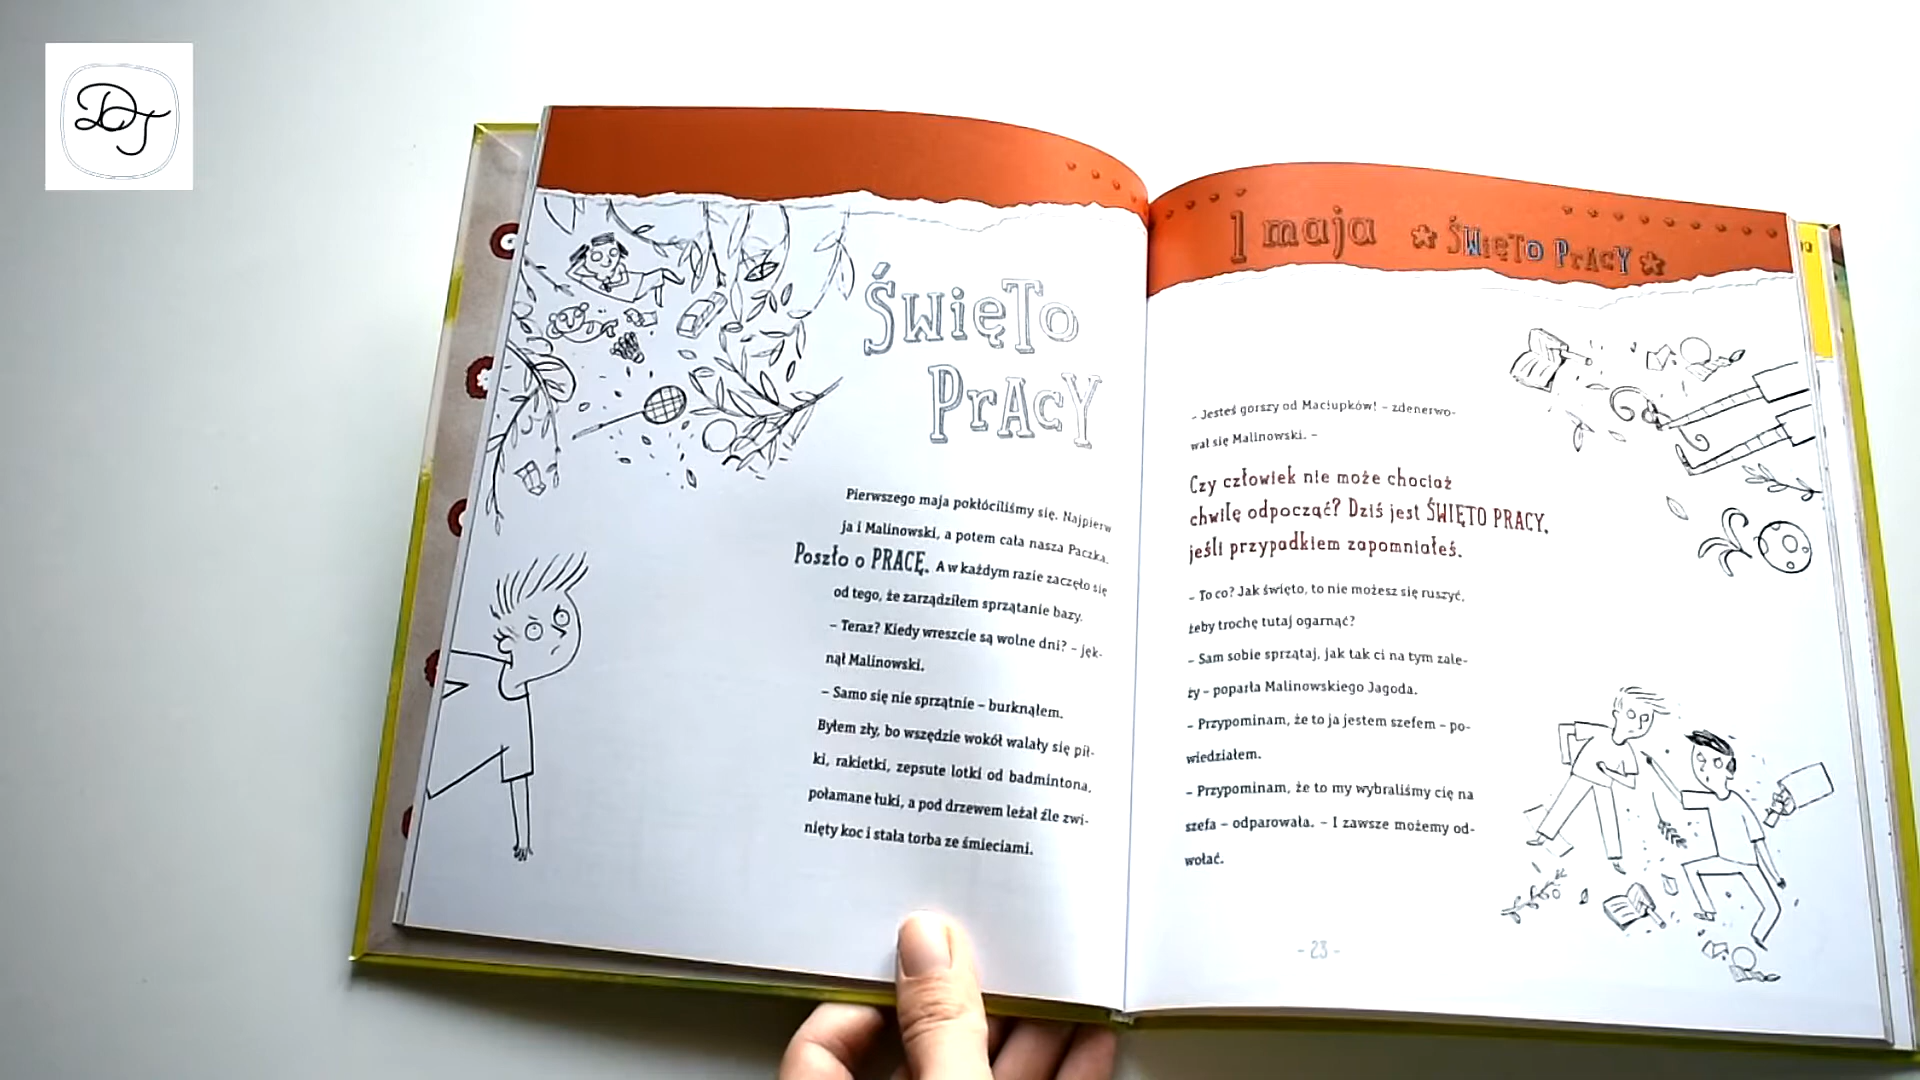 DJ
ŚWIĘTO
PRACY
Pierwszego maja pokłóciliśmy się. Najpierw
ja i Malinowski, a potem cała nasza Paczka.
Poszło o PRACĘ. A w każdym razie zaczęło się
od tego, że zarządziłem sprzątanie bazy.
– Teraz? Kiedy wreszcie są wolne dni? – jęk-
nął Malinowski.
– Samo się nie sprzątnie – burknąłem.
Byłem zły, bo wszędzie wokół walały się pił-
ki, rakietki, zepsute lotki od badmintona,
połamane łuki, a pod drzewem leżał źle zwi-
nięty koc i stała torba ze śmieciami.
1 maja ŚWIĘTO PRACY
– Jesteś gorszy od Maciupków! – zdenerwo-
wał się Malinowski. –
Czy człowiek nie może chociaż
chwilę odpocząć? Dziś jest ŚWIĘTO PRACY,
jeśli przypadkiem zapomniałeś.
– To co? Jak święto, to nie możesz się ruszyć,
żeby trochę tutaj ogarnąć?
– Sam sobie sprzątaj, jak tak ci na tym zale-
ży – poparła Malinowskiego Jagoda.
– Przypominam, że to ja jestem szefem – po-
wiedziałem.
– Przypominam, że to my wybraliśmy cię na
szefa – odparowała. – I zawsze możemy od-
wołać.
– 23 –